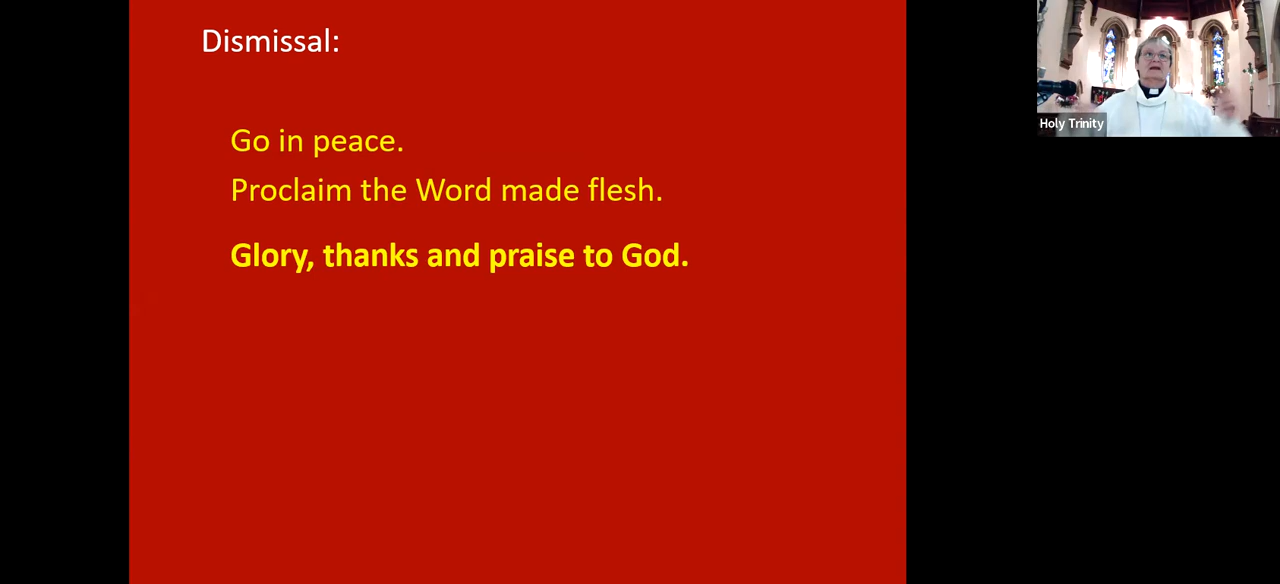 Dismissal:
Go in peace.
Proclaim the Word made flesh.
Glory, thanks and praise to God.
Holy Trinity